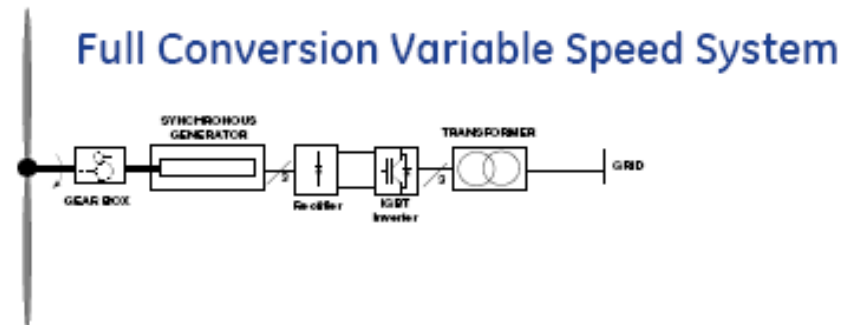 Full Conversion Variable Speed System
SYNCHRONOUS
GENERATOR
TRANSFORMER
GRID
3
3
GEAR BOX
Rectifier
IGBT
Inverter